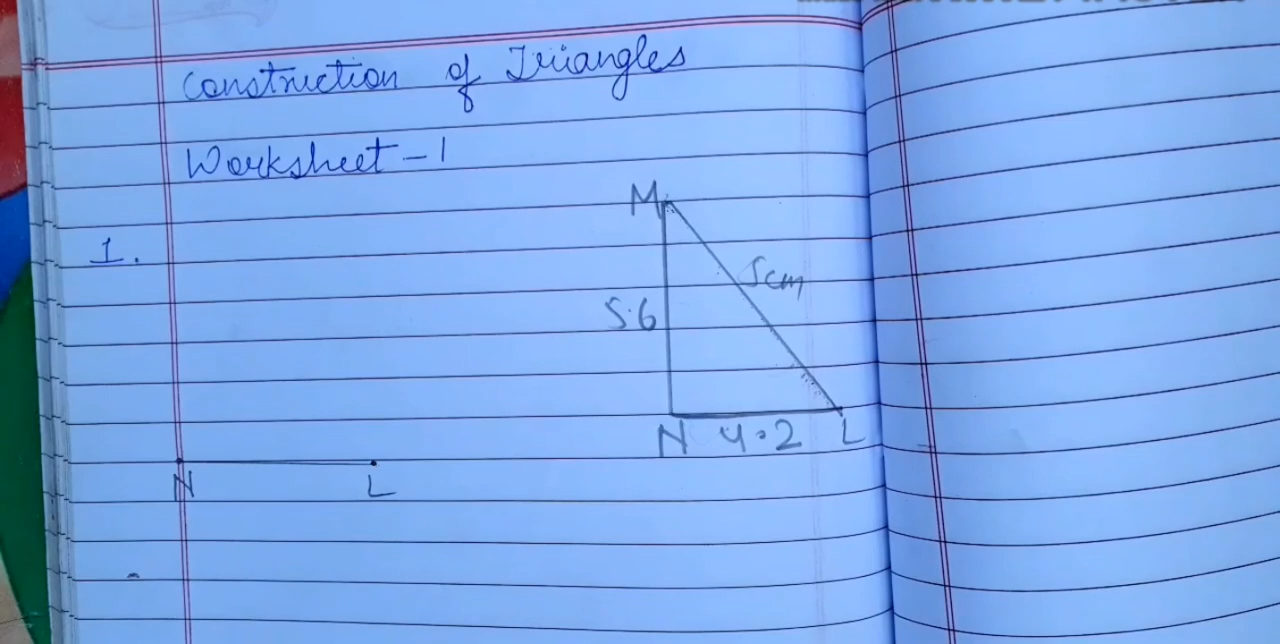 Construction of Triangles
Worksheet - 1
1.
M
5cm
5.6
N 4.2 L
N L